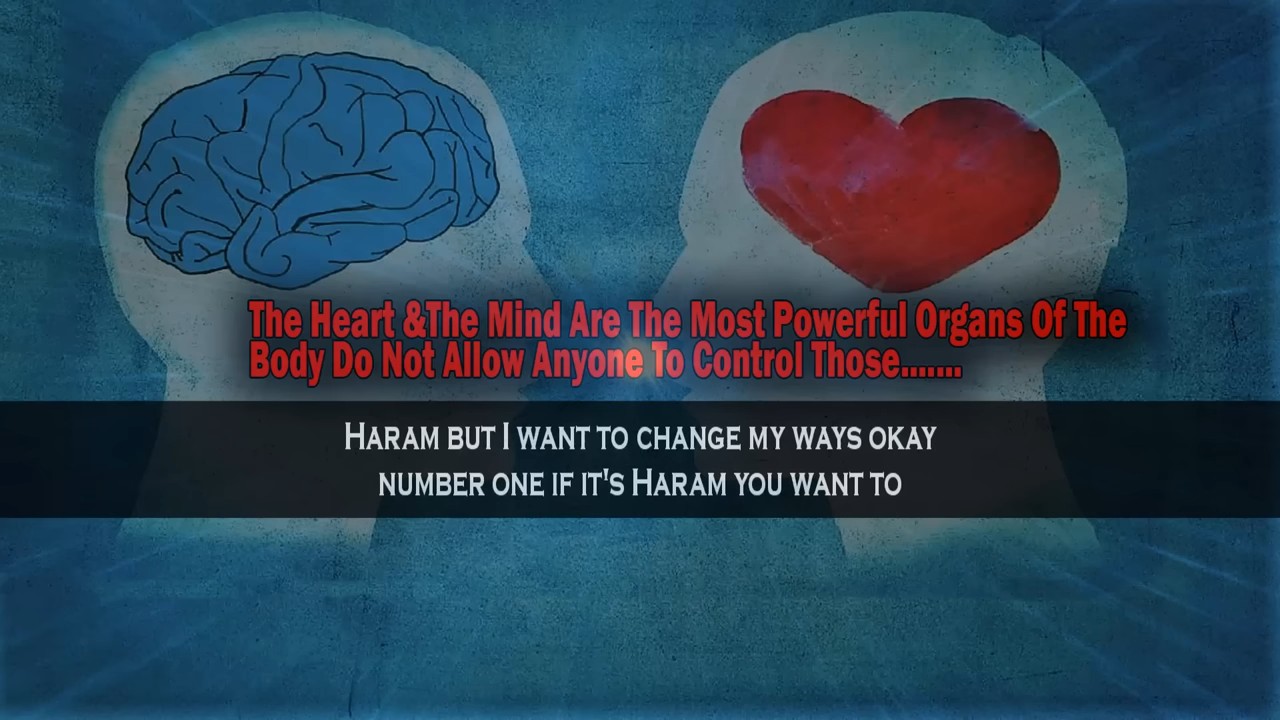 The Heart &The Mind Are The Most Powerful Organs Of The
Body Do Not Allow Anyone To Control Those.......
HARAM BUT I WANT TO CHANGE MY WAYS OKAY
NUMBER ONE IF IT'S HARAM YOU WANT TO